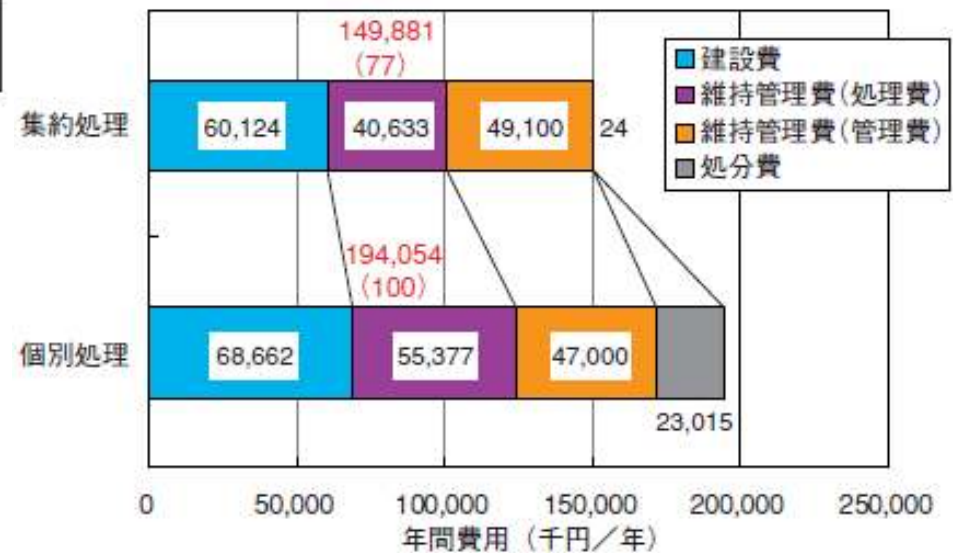 149,881
（77）
建設費
維持管理費（処理費）
維持管理費（管理費）
処分費
集約処理
60,124
40,633
49,100
24
194,054
（100）
個別処理
68,662
55,377
47,000
23,015
0
50,000
100,000
150,000
200,000
250,000
年間費用（千円／年）